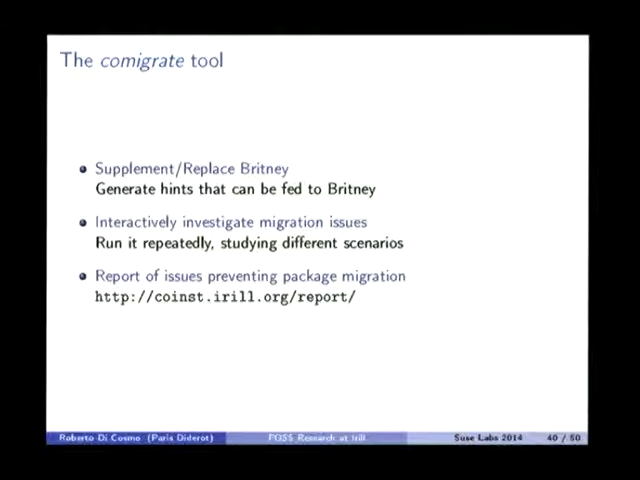 The comigrate tool
Supplement/Replace Britney
Generate hints that can be fed to Britney
Interactively investigate migration issues
Run it repeatedly, studying different scenarios
Report of issues preventing package migration
http://coinst.irill.org/report/
Roberto Di Cosmo (Paris Diderot) FOSS Research at Irill Suse Labs 2014 40 / 50